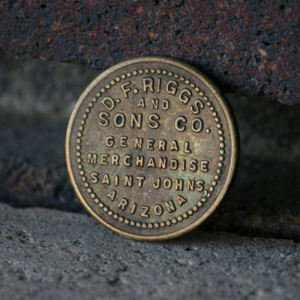 D. F. RIGGS
AND
SONS CO.
GENERAL
MERCHANDISE
SAINT JOHNS,
ARIZONA